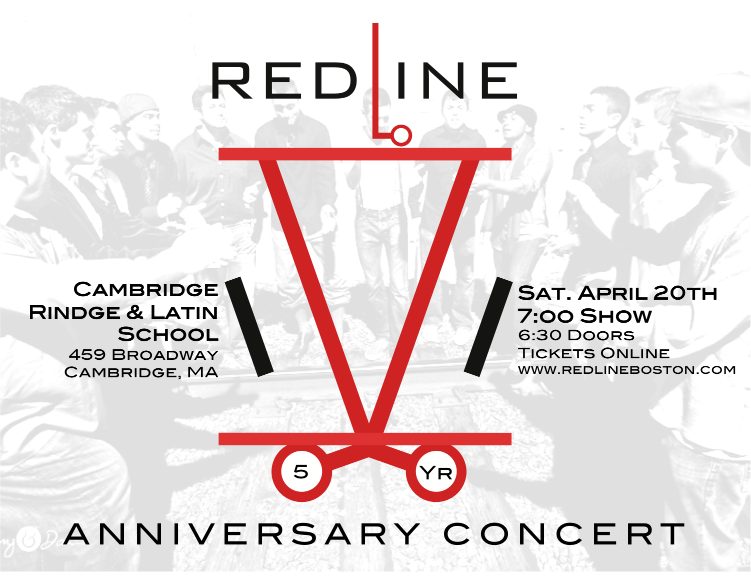 REDLINE
CAMBRIDGE
RINDGE & LATIN
SCHOOL
459 BROADWAY
CAMBRIDGE, MA
SAT. APRIL 20TH
7:00 SHOW
6:30 DOORS
TICKETS ONLINE
WWW.REDLINEBOSTON.COM
V
5 YR
ANNIVERSARY CONCERT